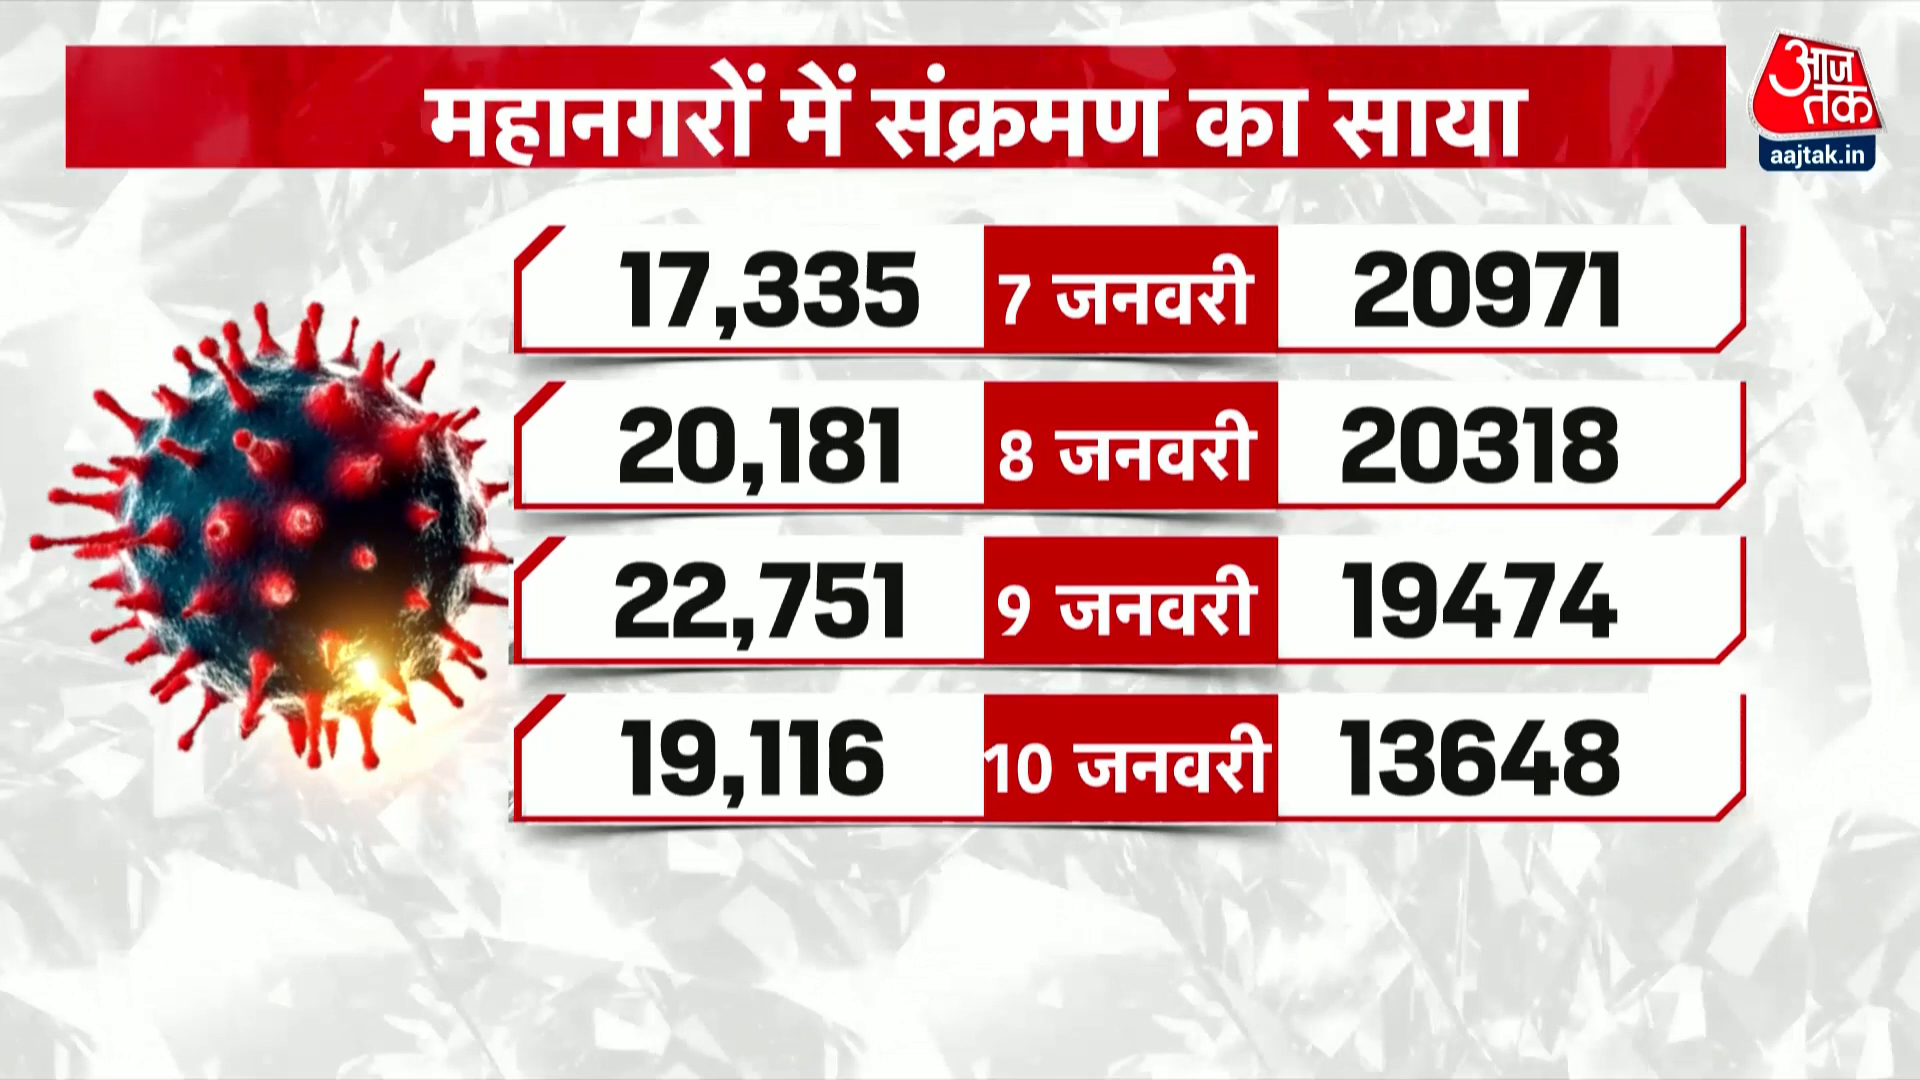 महानगरों में संक्रमण का साया
आज
तक
aajtak.in
17,335 7 जनवरी 20971
20,181 8 जनवरी 20318
22,751 9 जनवरी 19474
19,116 10 जनवरी 13648